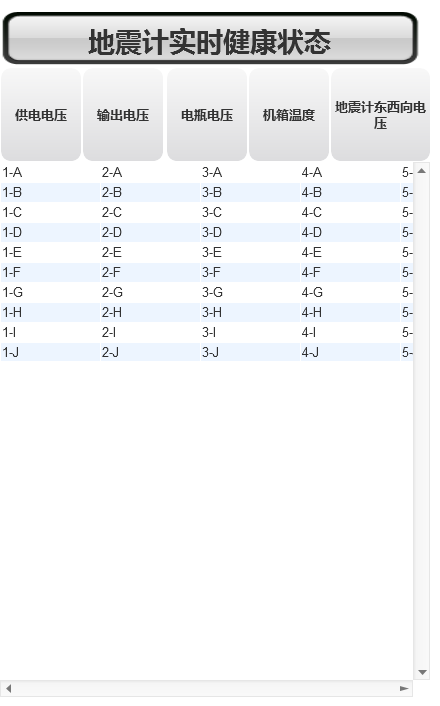 地震计实时健康状态
供电电压 输出电压 电瓶电压 机箱温度 地震计东西向电
压
1-A 2-A 3-A 4-A 5-
1-B 2-B 3-B 4-B 5-
1-C 2-C 3-C 4-C 5-
1-D 2-D 3-D 4-D 5-
1-E 2-E 3-E 4-E 5-
1-F 2-F 3-F 4-F 5-
1-G 2-G 3-G 4-G 5-
1-H 2-H 3-H 4-H 5-
1-I 2-I 3-I 4-I 5-
1-J 2-J 3-J 4-J 5-